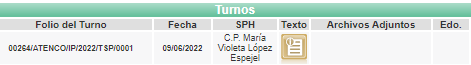 Turnos
Folio del Turno Fecha SPH Texto Archivos Adjuntos Edo.
00264/ATENCO/IP/2022/TSP/0001 09/06/2022 C.P. María
Violeta López
Espejel